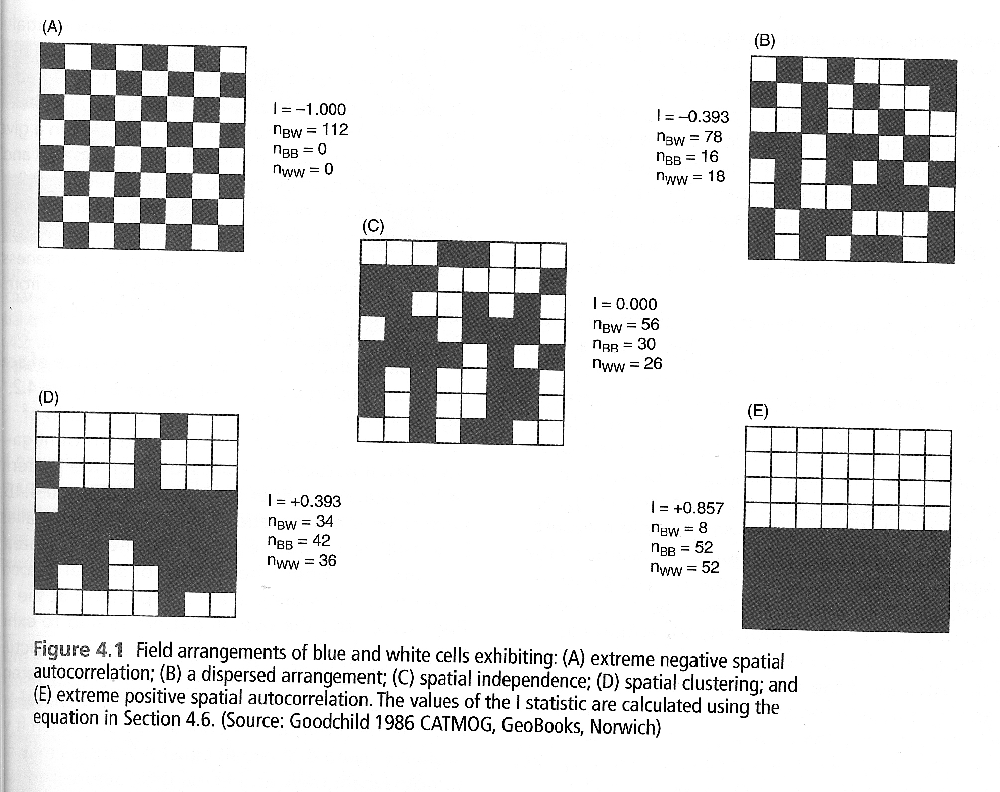 (A)
I = –1.000
nBW = 112
nBB = 0
nWW = 0
(B)
I = –0.393
nBW = 78
nBB = 16
nWW = 18
(C)
I = 0.000
nBW = 56
nBB = 30
nWW = 26
(D)
I = +0.393
nBW = 34
nBB = 42
nWW = 36
(E)
I = +0.857
nBW = 8
nBB = 52
nWW = 52
Figure 4.1 Field arrangements of blue and white cells exhibiting: (A) extreme negative spatial
autocorrelation; (B) a dispersed arrangement; (C) spatial independence; (D) spatial clustering; and
(E) extreme positive spatial autocorrelation. The values of the I statistic are calculated using the
equation in Section 4.6. (Source: Goodchild 1986 CATMOG, GeoBooks, Norwich)